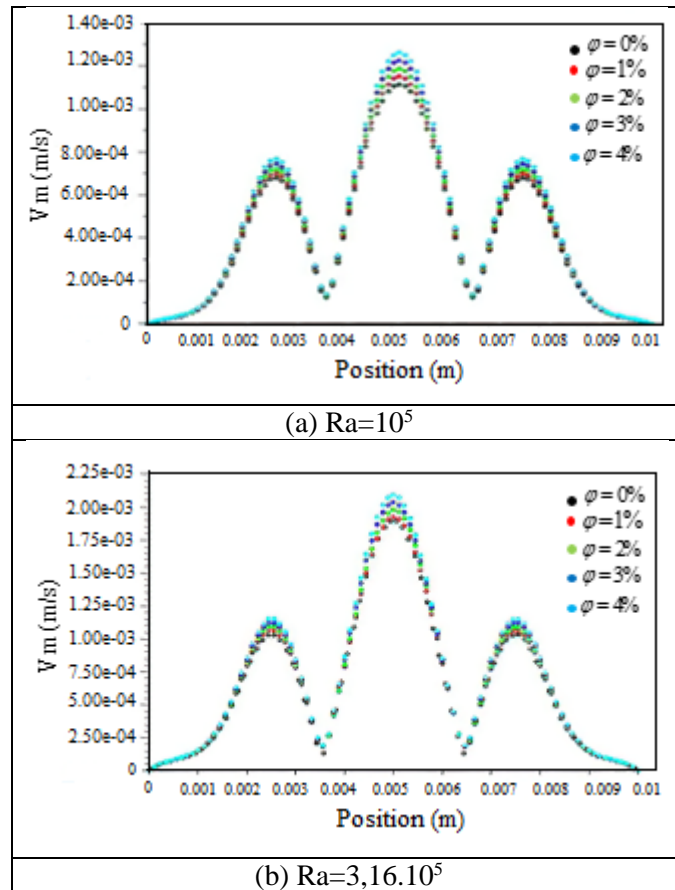 1.40e-03
1.20e-03
1.00e-03
8.00e-04
6.00e-04
4.00e-04
2.00e-04
0
Vm (m/s)
φ = 0%
φ = 1%
φ = 2%
φ = 3%
φ = 4%
0 0.001 0.002 0.003 0.004 0.005 0.006 0.007 0.008 0.009 0.01
Position (m)
(a) Ra=10⁵
2.25e-03
2.00e-03
1.75e-03
1.50e-03
1.25e-03
1.00e-03
7.50e-04
5.00e-04
2.50e-04
0
Vm (m/s)
φ = 0%
φ = 1%
φ = 2%
φ = 3%
φ = 4%
0 0.001 0.002 0.003 0.004 0.005 0.006 0.007 0.008 0.009 0.01
Position (m)
(b) Ra=3,16.10⁵